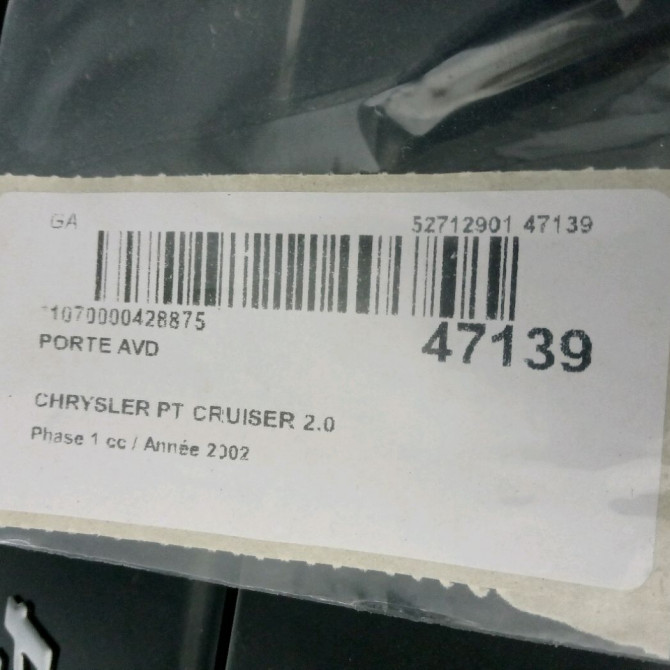 GA 52712901 47139
1070000428875
47139
PORTE AVD
CHRYSLER PT CRUISER 2.0
Phase 1 cc / Année 2002